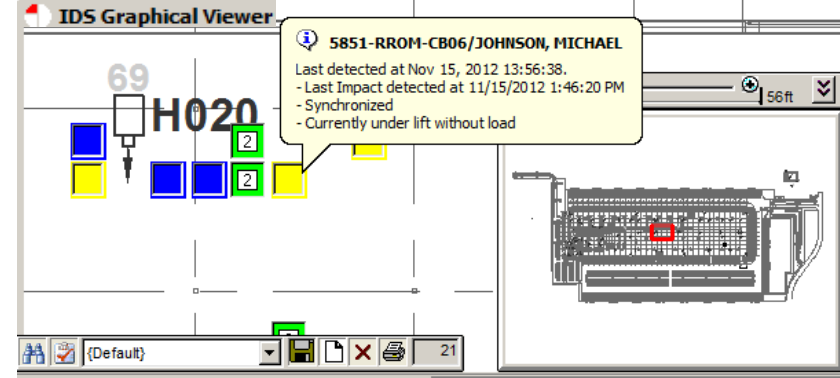 IDS Graphical Viewer
5851-RROM-CB06/JOHNSON, MICHAEL
Last detected at Nov 15, 2012 13:56:38.
- Last Impact detected at 11/15/2012 1:46:20 PM
- Synchronized
- Currently under lift without load
69
H020
2
2
56ft
{Default}
21